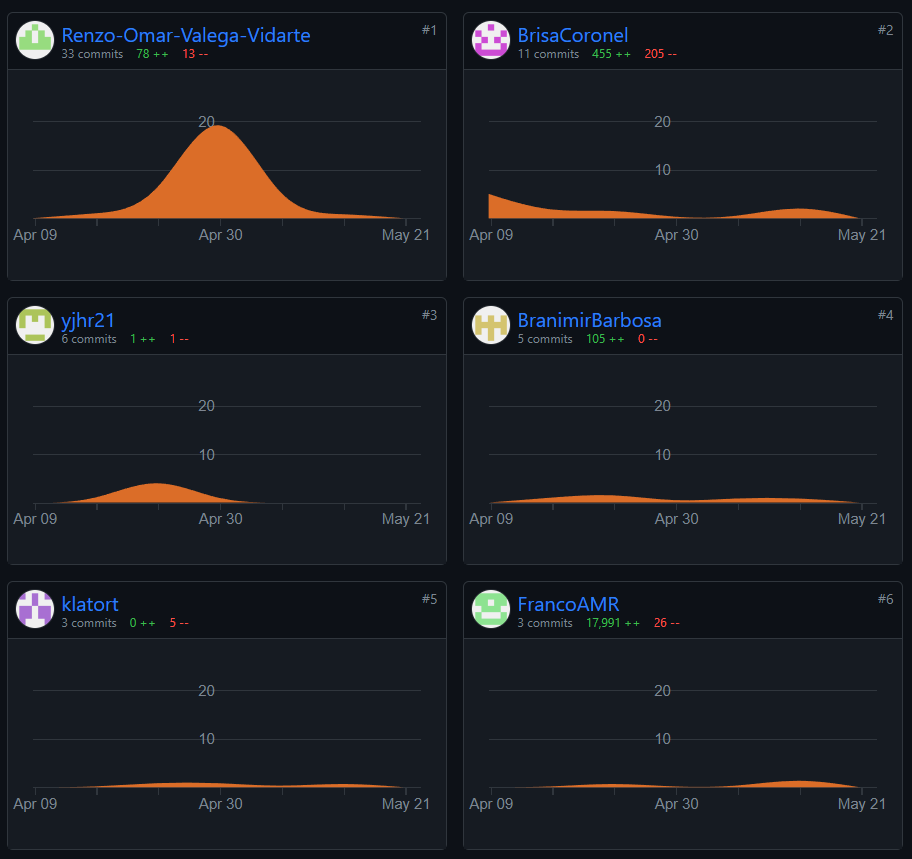 Renzo-Omar-Valega-Vidarte #1
33 commits 78 ++ 13 --
20
Apr 09 Apr 30 May 21
BrisaCoronel #2
11 commits 455 ++ 205 --
20
10
Apr 09 Apr 30 May 21
yjhr21 #3
6 commits 1 ++ 1 --
20
10
Apr 09 Apr 30 May 21
BranimirBarbosa #4
5 commits 105 ++ 0 --
20
10
Apr 09 Apr 30 May 21
klatort #5
3 commits 0 ++ 5 --
20
10
Apr 09 Apr 30 May 21
FrancoAMR #6
3 commits 17,991 ++ 26 --
20
10
Apr 09 Apr 30 May 21